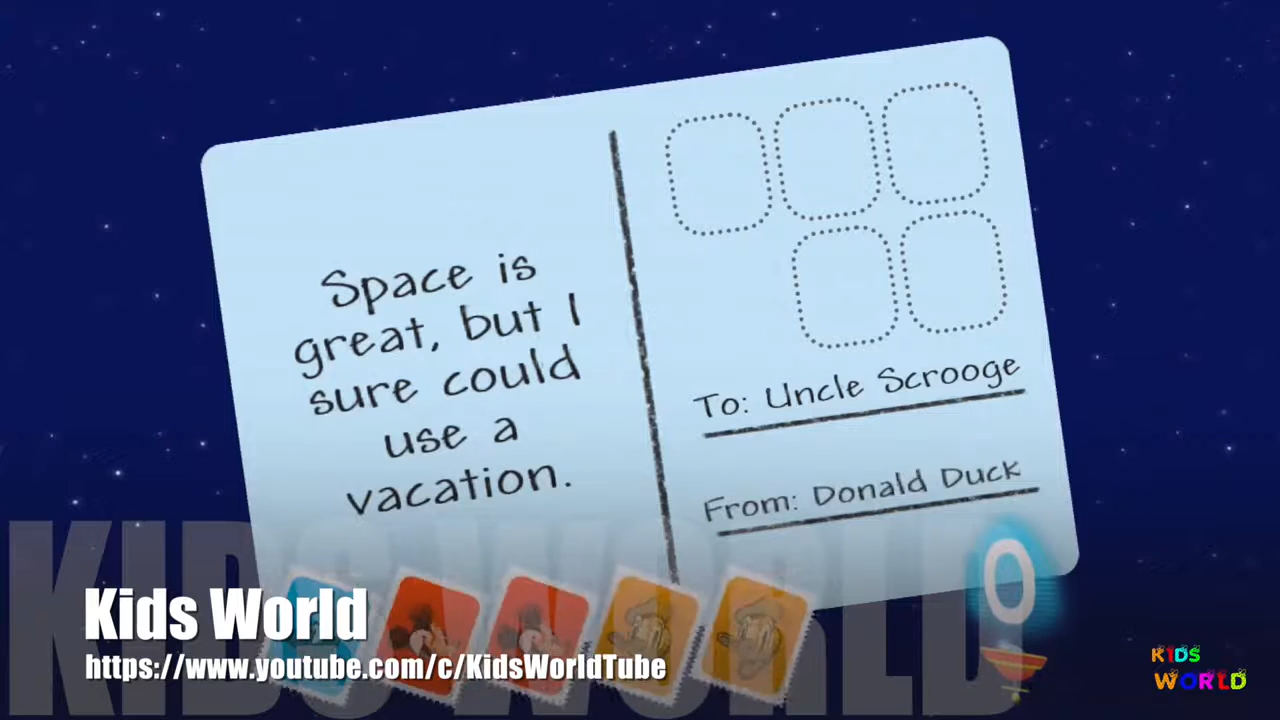 Space is
great, but I
sure could
use a
vacation.
To: Uncle Scrooge
From: Donald Duck
0
KIDS WORLD
Kids World
https://www.youtube.com/c/KidsWorldTube
KIDS
WORLD